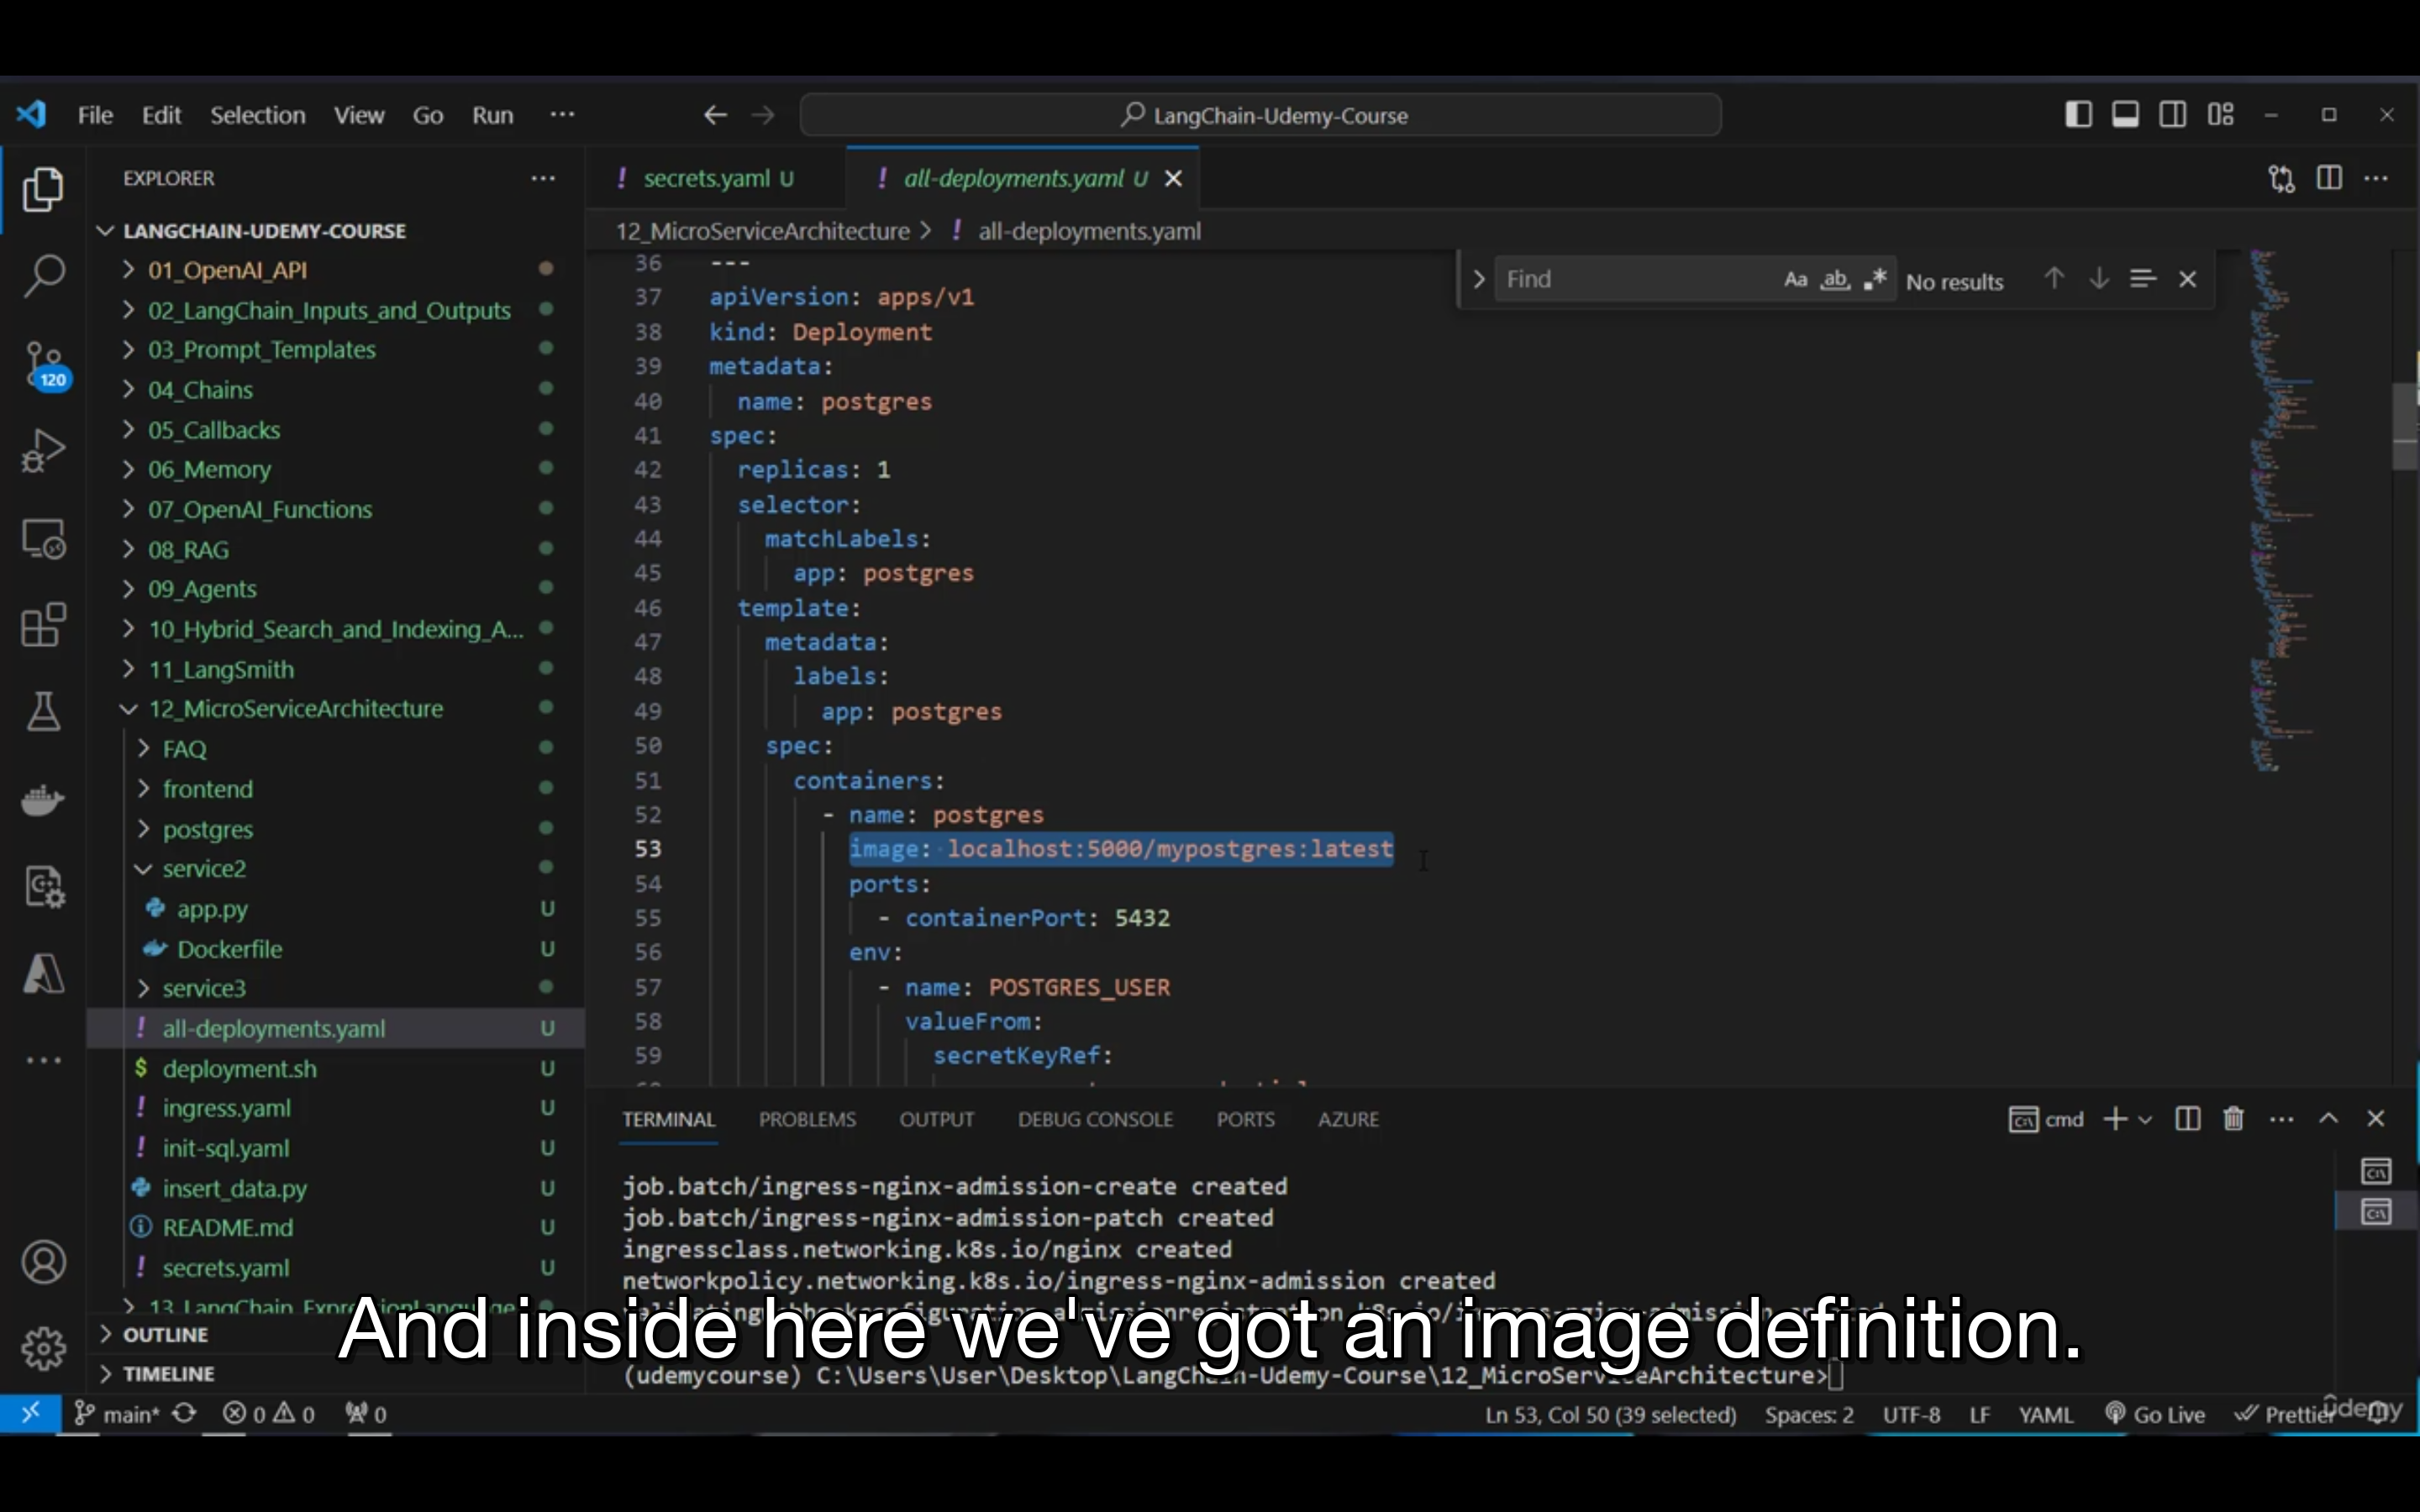 File Edit Selection View Go Run ···
LangChain-Udemy-Course
EXPLORER
secrets.yaml U
all-deployments.yaml U
LANGCHAIN-UDEMY-COURSE
12_MicroServiceArchitecture > all-deployments.yaml
01_OpenAI_API
02_LangChain_Inputs_and_Outputs
03_Prompt_Templates
04_Chains
05_Callbacks
06_Memory
07_OpenAI_Functions
08_RAG
09_Agents
10_Hybrid_Search_and_Indexing_A...
11_LangSmith
12_MicroServiceArchitecture
FAQ
frontend
postgres
service2
app.py U
Dockerfile U
service3
all-deployments.yaml U
deployment.sh U
ingress.yaml U
init-sql.yaml U
insert_data.py U
README.md U
secrets.yaml U
13_LangChain_ExpressionLanguage
OUTLINE
TIMELINE
120
Find
Aa ab
No results
36 ---
37 apiVersion: apps/v1
38 kind: Deployment
39 metadata:
40 name: postgres
41 spec:
42 replicas: 1
43 selector:
44 matchLabels:
45 app: postgres
46 template:
47 metadata:
48 labels:
49 app: postgres
50 spec:
51 containers:
52 - name: postgres
53 image: localhost:5000/mypostgres:latest
54 ports:
55 - containerPort: 5432
56 env:
57 - name: POSTGRES_USER
58 valueFrom:
59 secretKeyRef:
TERMINAL PROBLEMS OUTPUT DEBUG CONSOLE PORTS AZURE
cmd
job.batch/ingress-nginx-admission-create created
job.batch/ingress-nginx-admission-patch created
ingressclass.networking.k8s.io/nginx created
networkpolicy.networking.k8s.io/ingress-nginx-admission created
And inside here we've got an image definition.
(udemycourse) C:\Users\User\Desktop\LangChain-Udemy-Course\12_MicroServiceArchitecture>
main* 0 0 0
Ln 53, Col 50 (39 selected) Spaces: 2 UTF-8 LF YAML Go Live Prettier
ûdemy